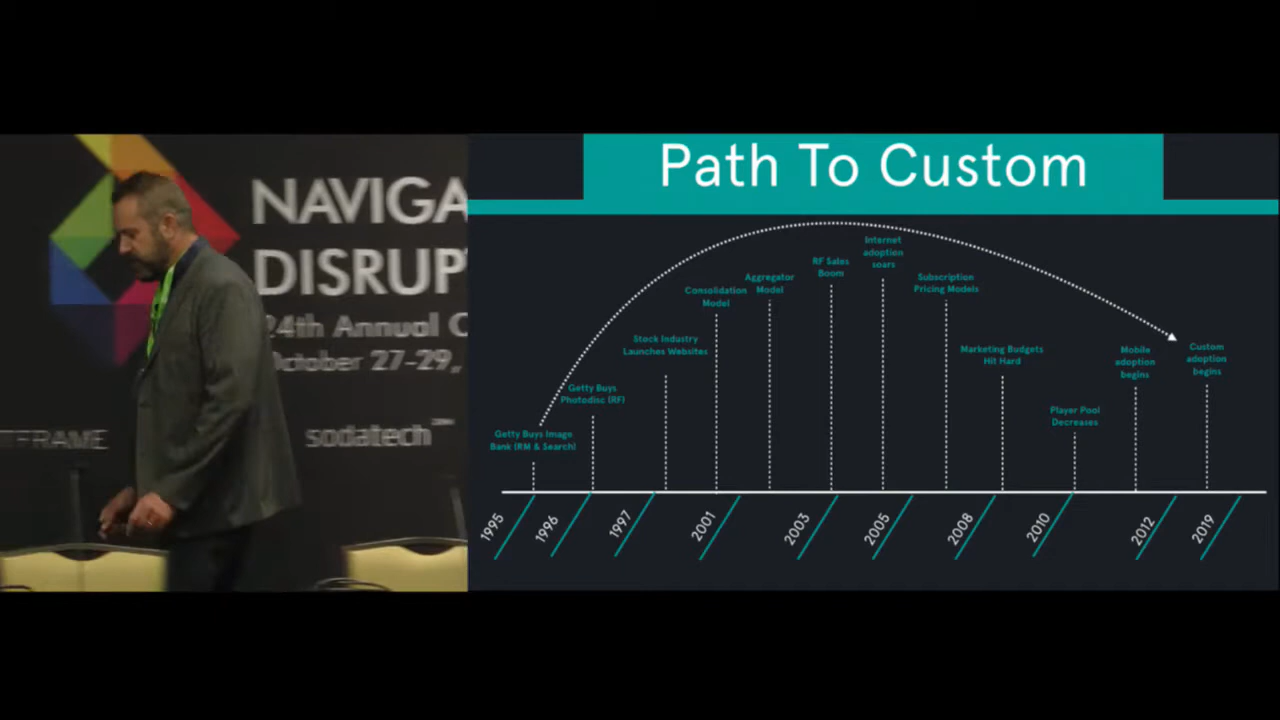 NAVIGA
DISRUP
24th Annual C
October 27-29,
TFRAME
sodatech
Path To Custom
Getty Buys Image
Bank (RM & Search)
Getty Buys
Photodisc (RF)
Stock Industry
Launches Websites
Consolidation
Model
Aggregator
Model
RF Sales
Boom
Internet
adoption
soars
Subscription
Pricing Models
Marketing Budgets
Hit Hard
Player Pool
Decreases
Mobile
adoption
begins
Custom
adoption
begins
1995
1996
1997
2001
2003
2005
2008
2010
2012
2019